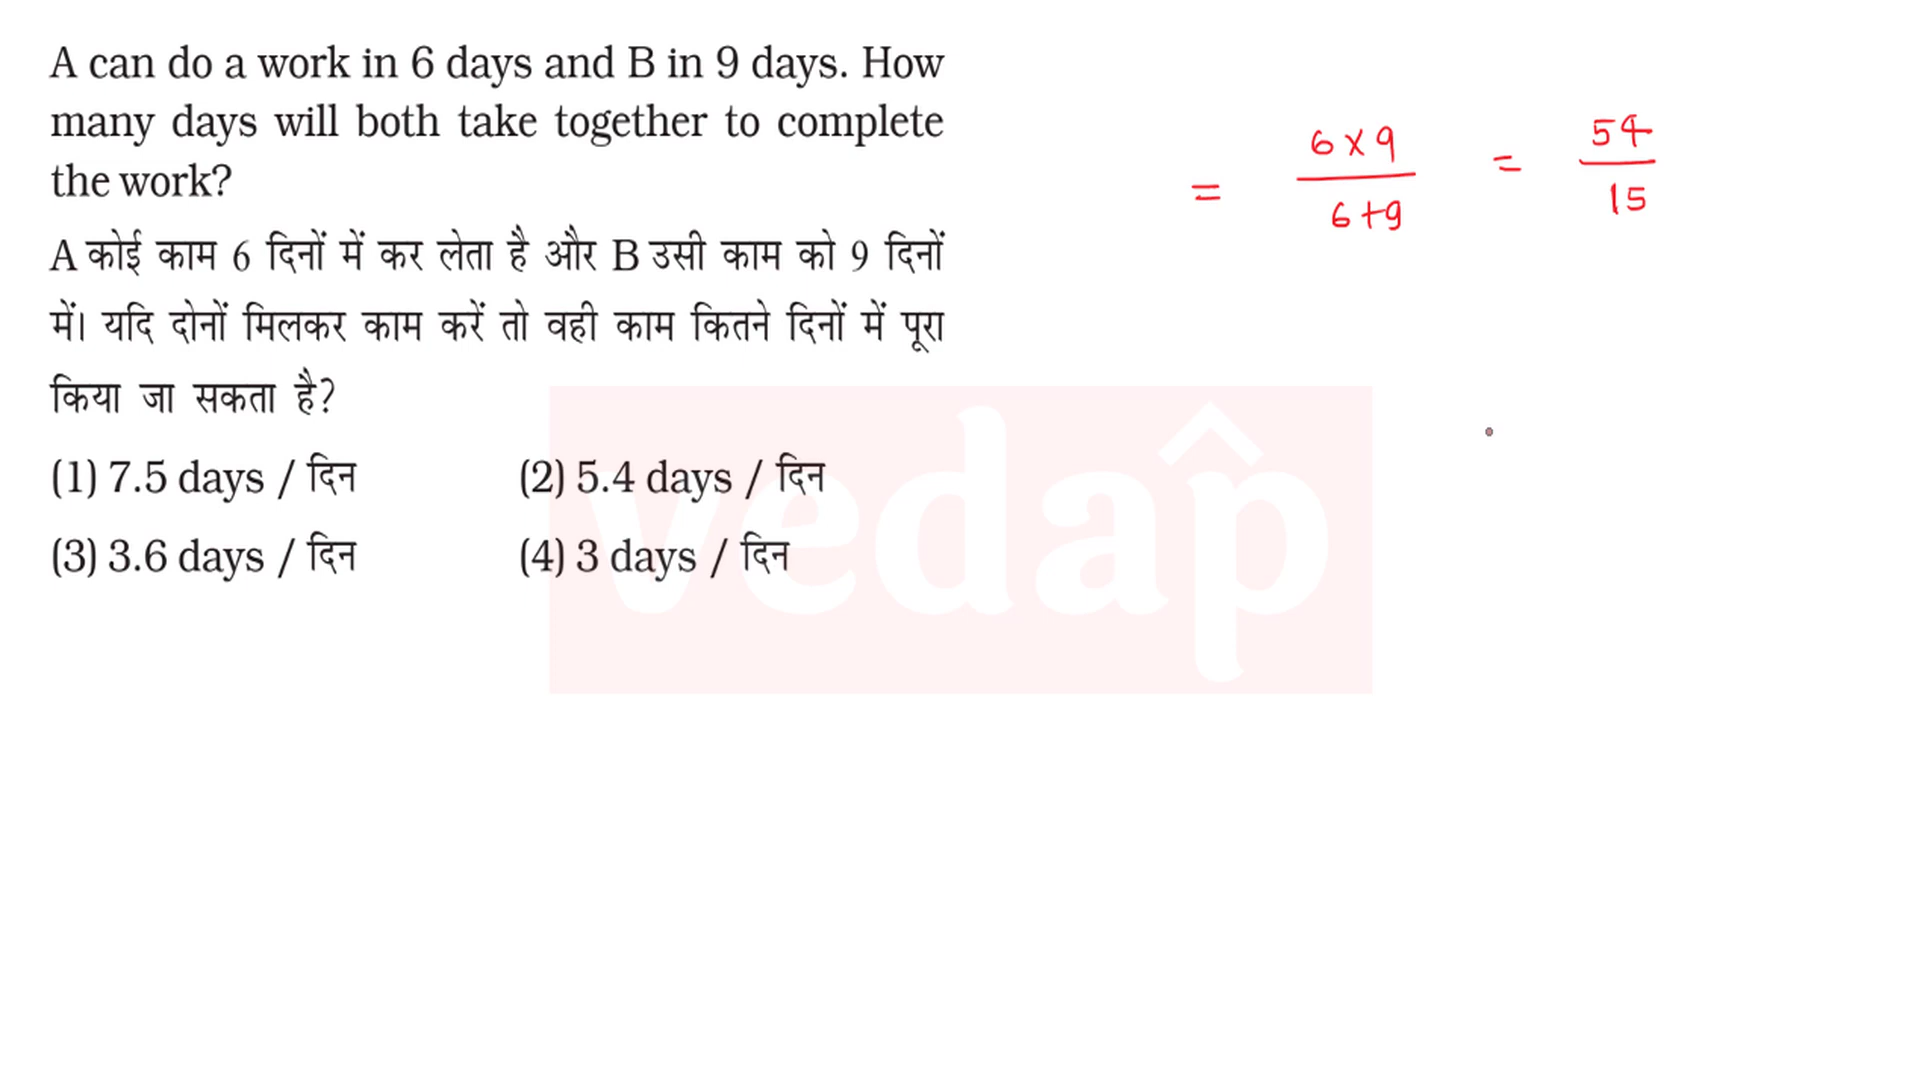 A can do a work in 6 days and B in 9 days. How
many days will both take together to complete
the work?
A कोई काम 6 दिनों में कर लेता है और B उसी काम को 9 दिनों
में। यदि दोनों मिलकर काम करें तो वही काम कितने दिनों में पूरा
किया जा सकता है?
(1) 7.5 days / दिन (2) 5.4 days / दिन
(3) 3.6 days / दिन (4) 3 days / दिन
= 6 x 9 / 6 + 9 = 54 / 15
vedap